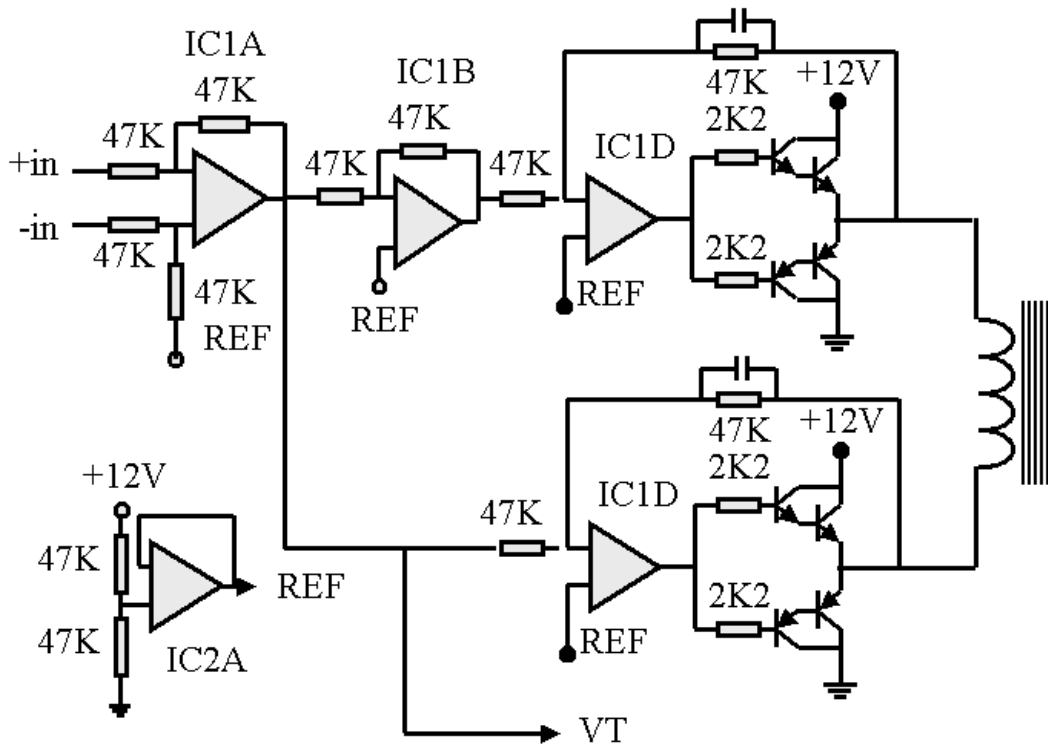 IC1A
47K
47K
+in
-in
47K
47K
REF
IC1B
47K
47K
REF
47K
47K
+12V
2K2
IC1D
2K2
REF
47K
+12V
2K2
IC1D
47K
2K2
REF
+12V
47K
REF
47K
IC2A
VT